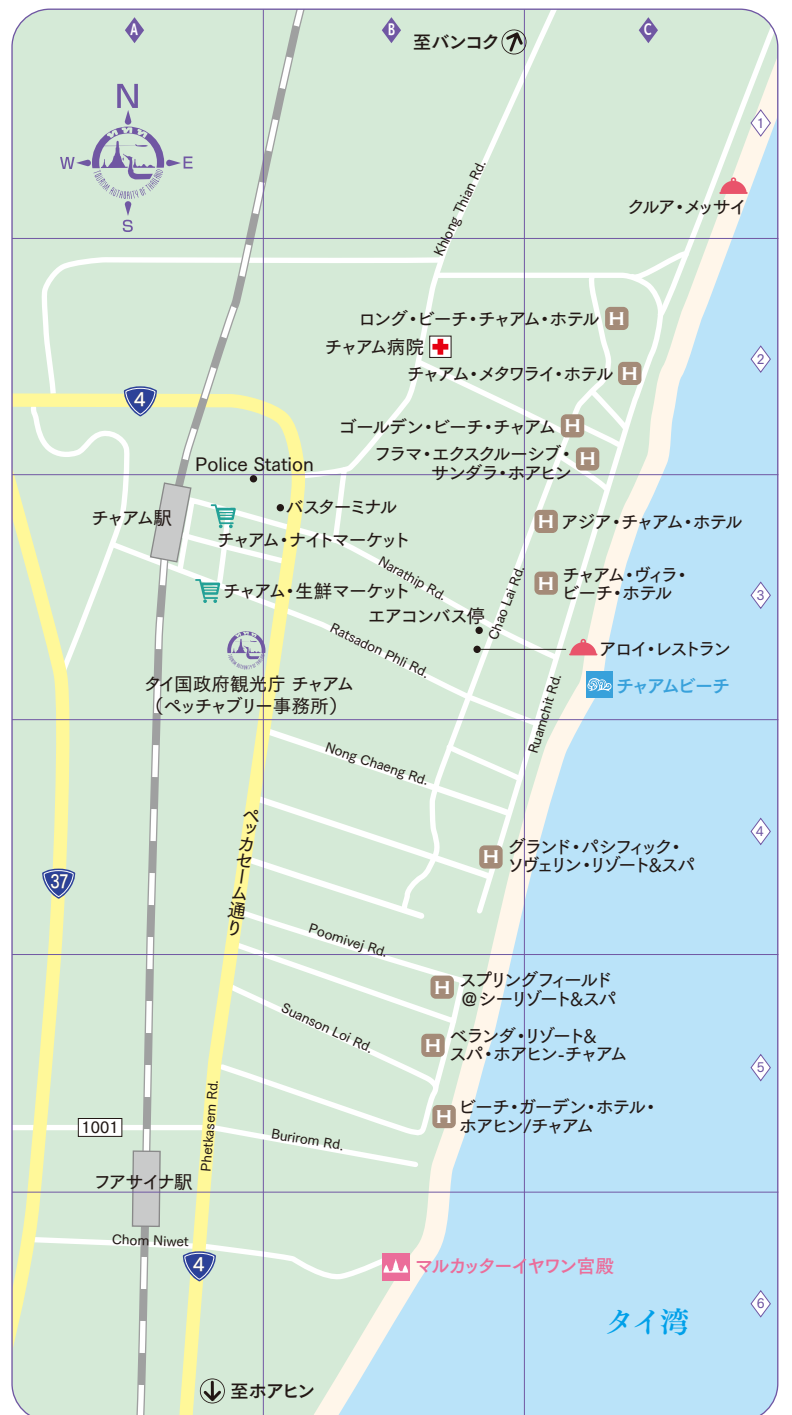 A
B
C
至バンコク
N
W
E
S
ททท
TOURISM AUTHORITY OF THAILAND
1
Khlong Thian Rd.
クルア・メッサイ
ロング・ビーチ・チャアム・ホテル H
チャアム病院
2
チャアム・メタワライ・ホテル H
4
ゴールデン・ビーチ・チャアム H
フラマ・エクスクルーシブ・ H
サンダラ・ホアヒン
Police Station
バスターミナル
チャアム駅
H アジア・チャアム・ホテル
チャアム・ナイトマーケット
Narathip Rd.
H チャアム・ヴィラ・
ビーチ・ホテル
チャアム・生鮮マーケット
3
Chao Lai Rd.
エアコンバス停
Ratsadon Phli Rd.
アロイ・レストラン
タイ国政府観光庁 チャアム
(ペッチャブリー事務所)
チャアムビーチ
Ruamchit Rd.
Nong Chaeng Rd.
4
ペッカセーム通り
H グランド・パシフィック・
ソヴェリン・リゾート&スパ
37
Poomivej Rd.
H スプリングフィールド
@シーリゾート&スパ
Suanson Loi Rd.
H ベランダ・リゾート&
スパ・ホアヒン-チャアム
5
Phetkasem Rd.
H ビーチ・ガーデン・ホテル・
ホアヒン/チャアム
1001
Burirom Rd.
フアサイナ駅
Chom Niwet
4
マルカッターイヤワン宮殿
6
タイ湾
至ホアヒン